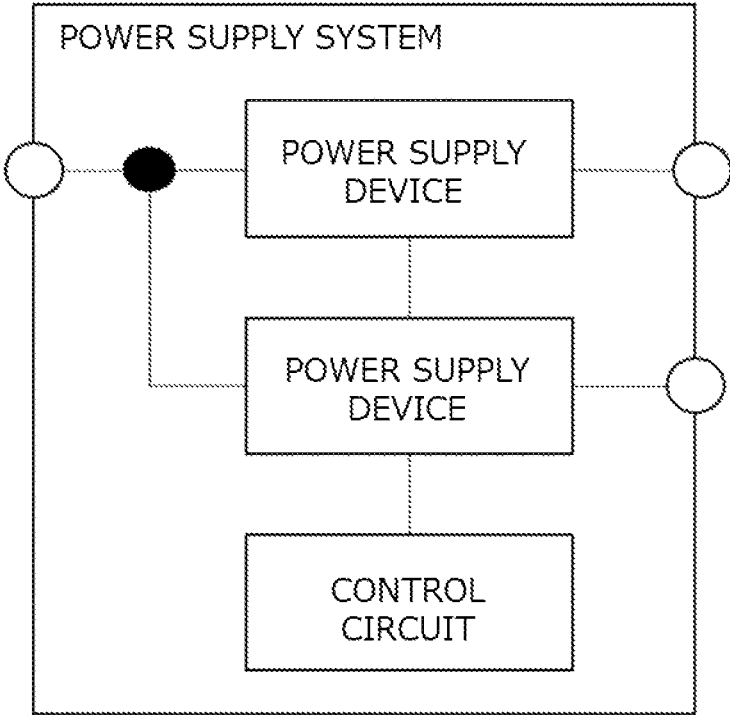 POWER SUPPLY SYSTEM
POWER SUPPLY
DEVICE
POWER SUPPLY
DEVICE
CONTROL
CIRCUIT